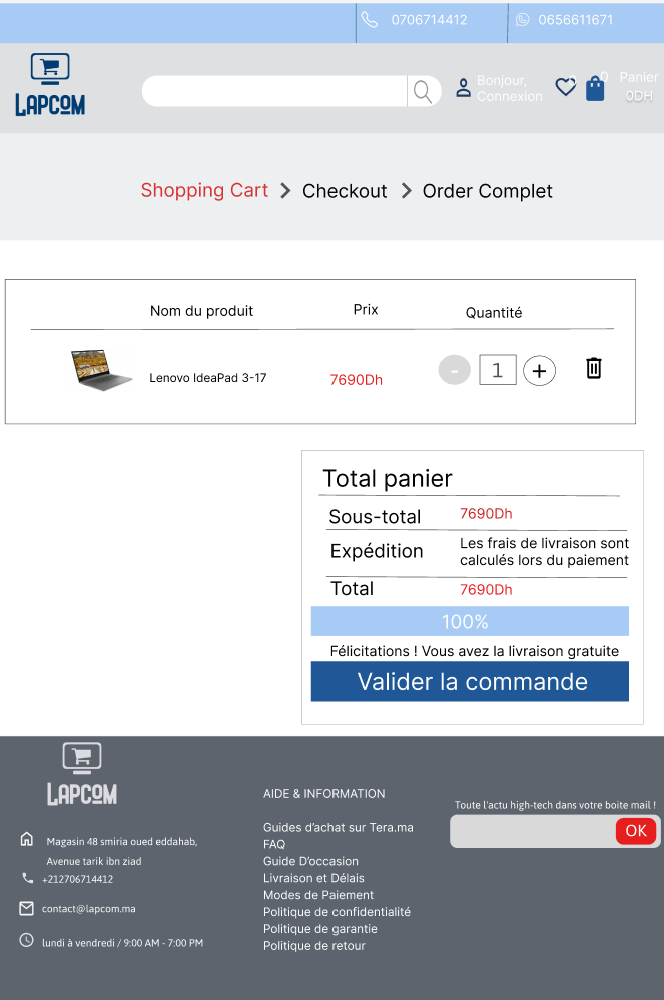 0706714412
0656611671
LAPCOM
Bonjour,
Connexion
0
0
Panier
0DH
Shopping Cart
Checkout
Order Complet
Nom du produit
Prix
Quantité
Lenovo IdeaPad 3-17
7690Dh
-
1
+
Total panier
Sous-total
7690Dh
Expédition
Les frais de livraison sont
calculés lors du paiement
Total
7690Dh
100%
Félicitations ! Vous avez la livraison gratuite
Valider la commande
LAPCOM
Magasin 48 smiria oued eddahab,
Avenue tarik ibn ziad
+212706714412
contact@lapcom.ma
lundi à vendredi / 9:00 AM - 7:00 PM
AIDE & INFORMATION
Guides d'achat sur Tera.ma
FAQ
Guide D'occasion
Livraison et Délais
Modes de Paiement
Politique de confidentialité
Politique de garantie
Politique de retour
Toute l'actu high-tech dans votre boite mail !
OK